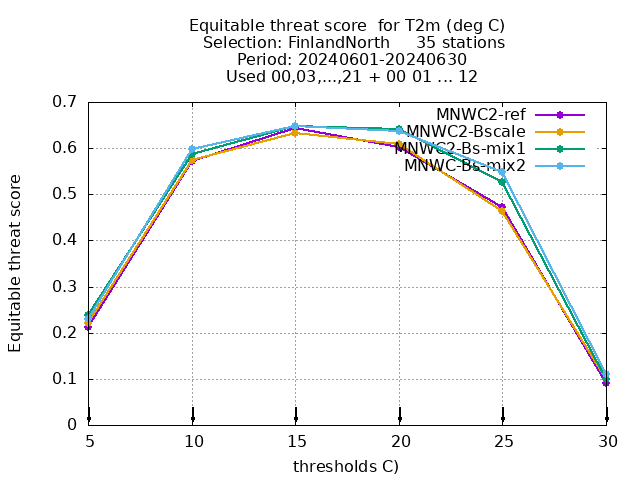 Equitable threat score  for T2m (deg C)
Selection: FinlandNorth     35 stations
Period: 20240601-20240630
Used 00,03,...,21 + 00 01 ... 12
0.7
0.6
0.5
0.4
0.3
0.2
0.1
0
Equitable threat score
MNWC2-ref
MNWC2-Bscale
MNWC2-Bs-mix1
MNWC-Bs-mix2
5 10 15 20 25 30
thresholds C)